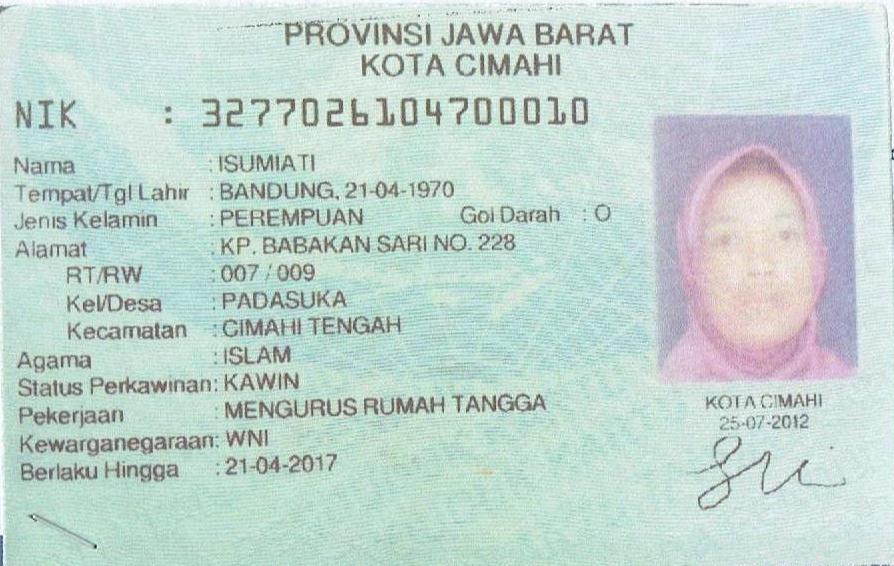 PROVINSI JAWA BARAT
KOTA CIMAHI
NIK : 3277026104700010
Nama : ISUMIATI
Tempat/Tgl Lahir : BANDUNG, 21-04-1970
Jenis Kelamin : PEREMPUAN Gol Darah : O
Alamat : KP. BABAKAN SARI NO. 228
RT/RW : 007 / 009
Kel/Desa : PADASUKA
Kecamatan : CIMAHI TENGAH
Agama : ISLAM
Status Perkawinan: KAWIN
Pekerjaan : MENGURUS RUMAH TANGGA
Kewarganegaraan: WNI
Berlaku Hingga : 21-04-2017
KOTA CIMAHI
25-07-2012